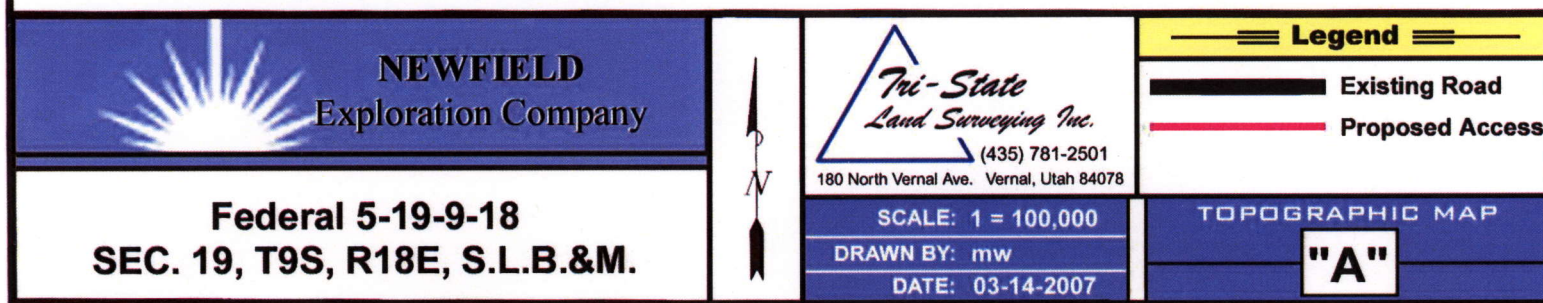 NEWFIELD
Exploration Company
Federal 5-19-9-18
SEC. 19, T9S, R18E, S.L.B.&M.
N
Tri-State
Land Surveying Inc.
(435) 781-2501
180 North Vernal Ave. Vernal, Utah 84078
SCALE: 1 = 100,000
DRAWN BY: mw
DATE: 03-14-2007
Legend
Existing Road
Proposed Access
TOPOGRAPHIC MAP
"A"